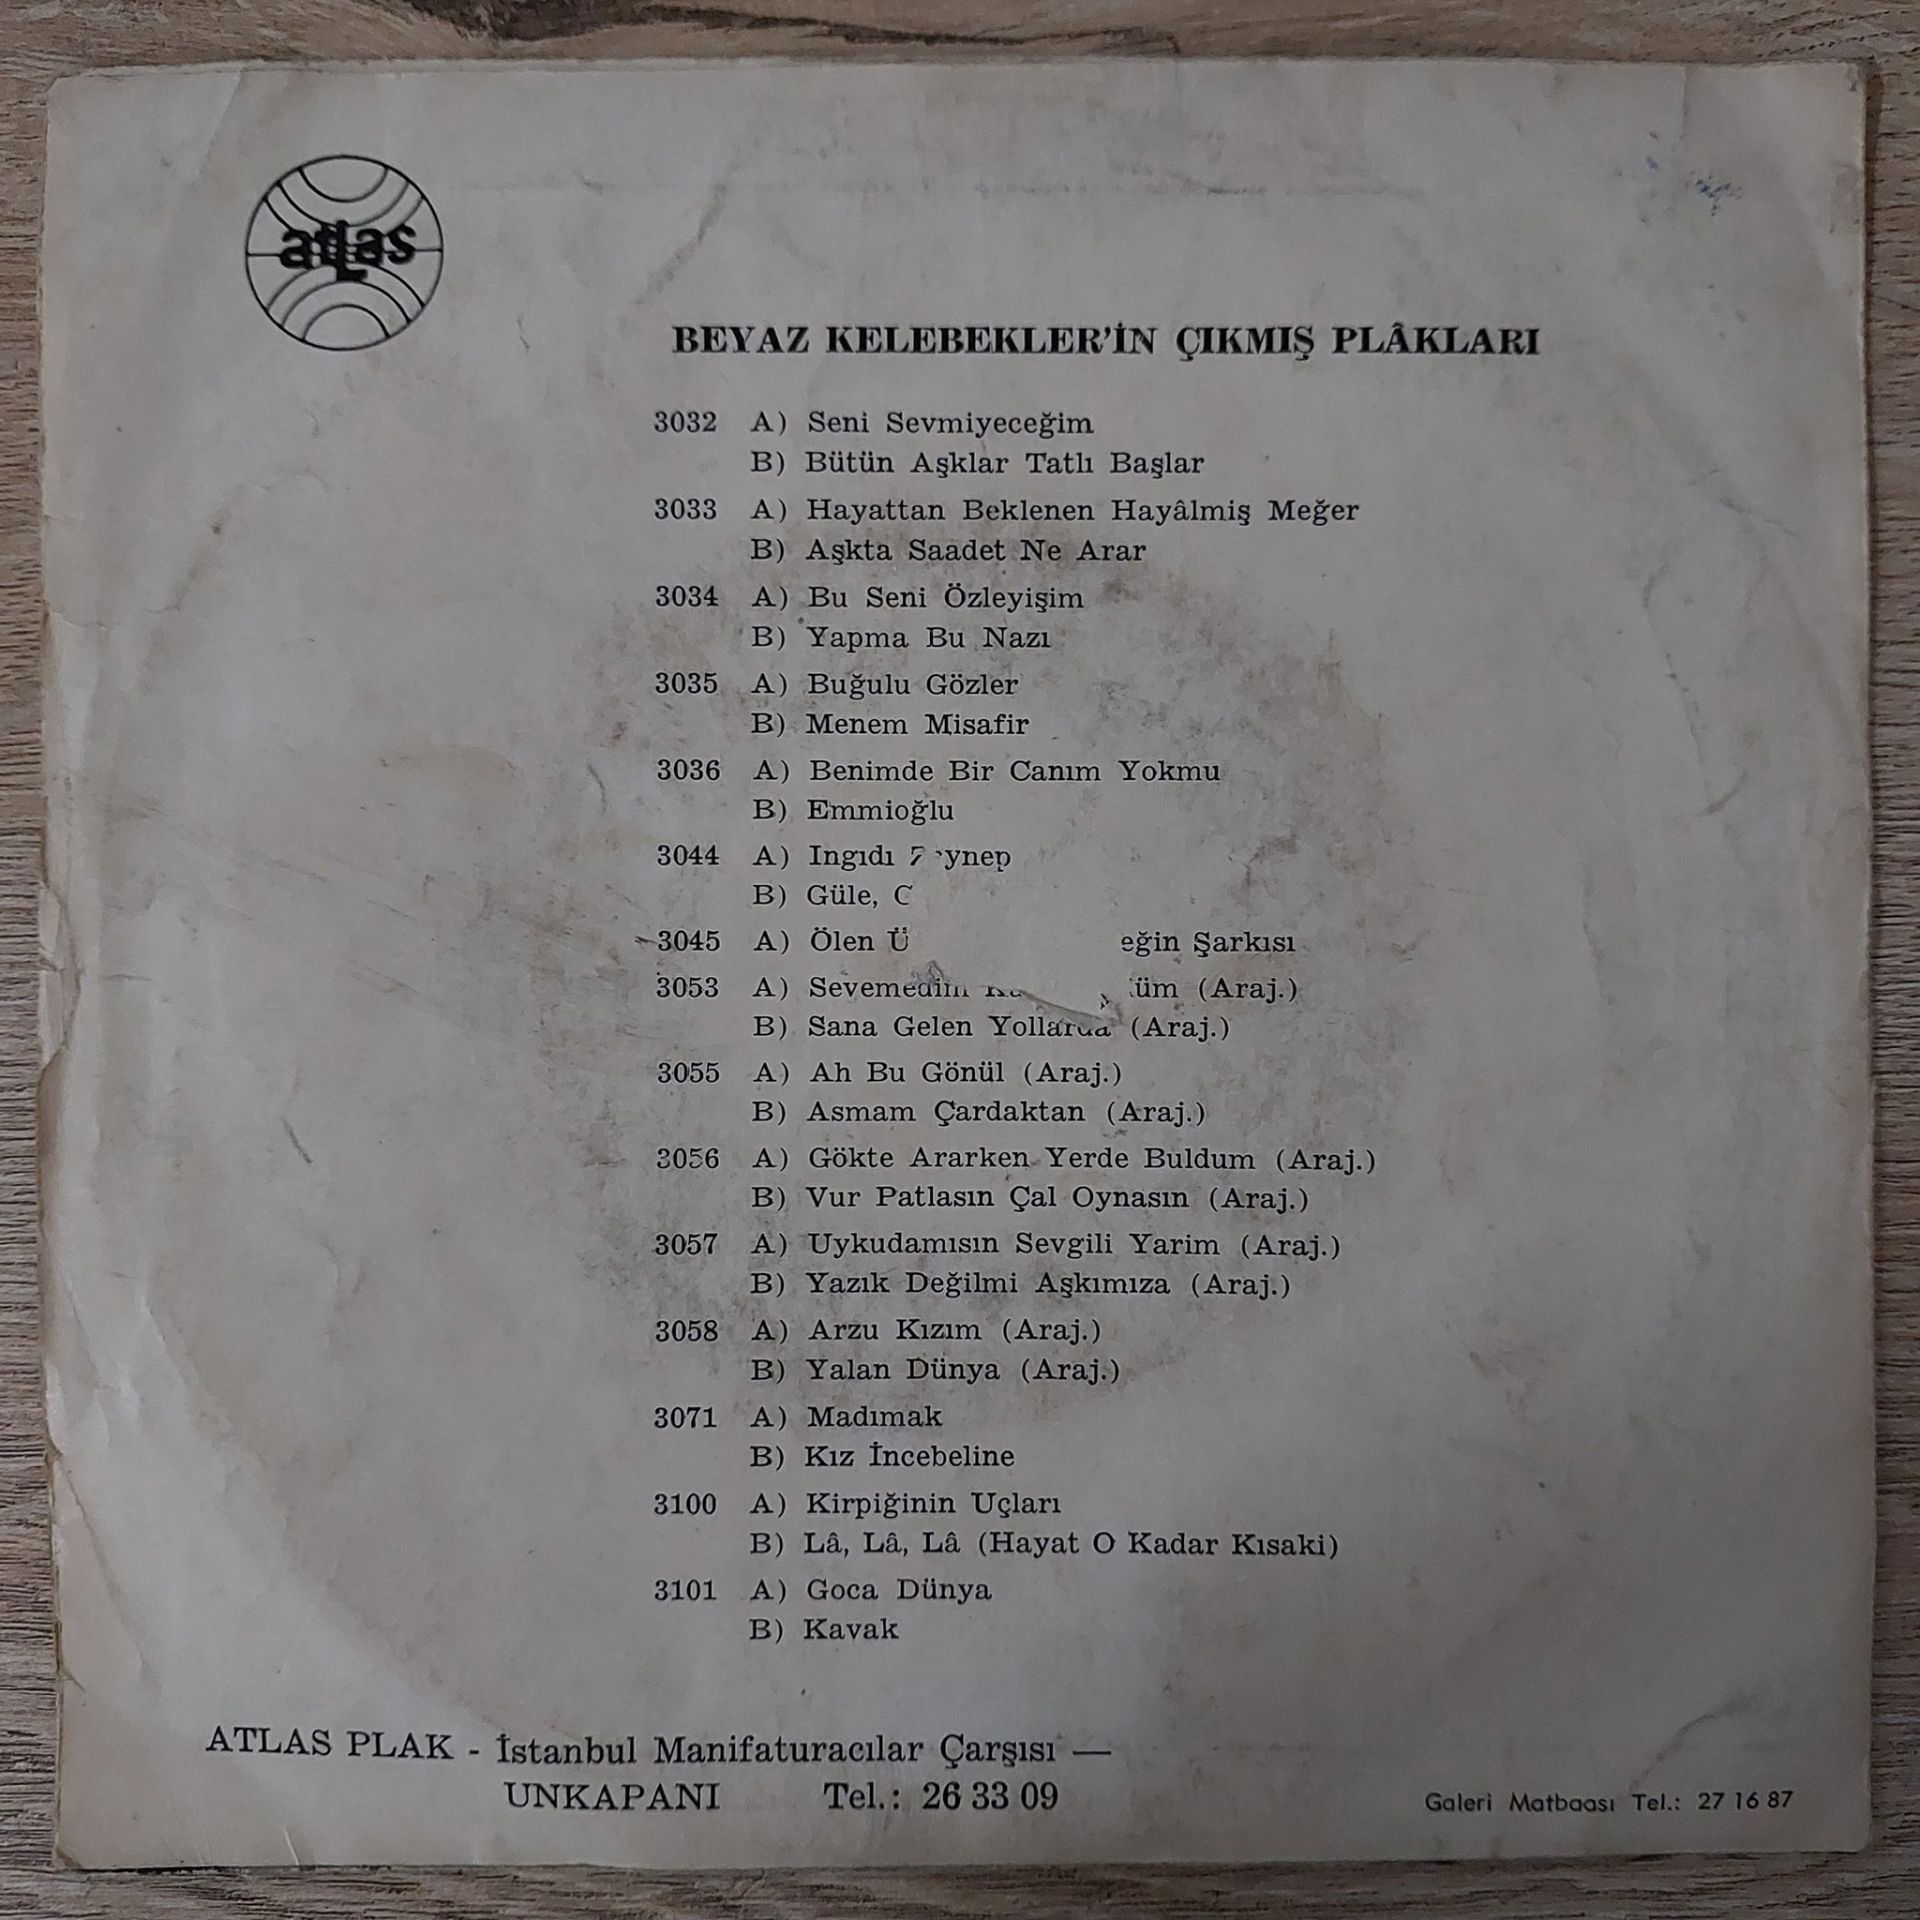 atlas
BEYAZ KELEBEKLER'İN ÇIKMIŞ PLÂKLARI
3032 A) Seni Sevmiyeceğim
B) Bütün Aşklar Tatlı Başlar
3033 A) Hayattan Beklenen Hayâlmiş Meğer
B) Aşkta Saadet Ne Arar
3034 A) Bu Seni Özleyişim
B) Yapma Bu Nazı
3035 A) Buğulu Gözler
B) Menem Misafir
3036 A) Benimde Bir Canım Yokmu
B) Emmioğlu
3044 A) Ingıdı Zeynep
B) Güle,
3045 A) Ölen Şarkısı
3053 A) Sevemedim (Araj.)
B) Sana Gelen Yollarda (Araj.)
3055 A) Ah Bu Gönül (Araj.)
B) Asmam Çardaktan (Araj.)
3056 A) Gökte Ararken Yerde Buldum (Araj.)
B) Vur Patlasın Çal Oynasın (Araj.)
3057 A) Uykudamısın Sevgili Yarim (Araj.)
B) Yazık Değilmi Aşkımıza (Araj.)
3058 A) Arzu Kızım (Araj.)
B) Yalan Dünya (Araj.)
3071 A) Madımak
B) Kız İncebeline
3100 A) Kirpiğinin Uçları
B) Lâ, Lâ, Lâ (Hayat O Kadar Kısaki)
3101 A) Goca Dünya
B) Kavak
ATLAS PLAK - İstanbul Manifaturacılar Çarşısı —
UNKAPANI Tel.: 26 33 09
Galeri Matbaası Tel.: 27 16 87